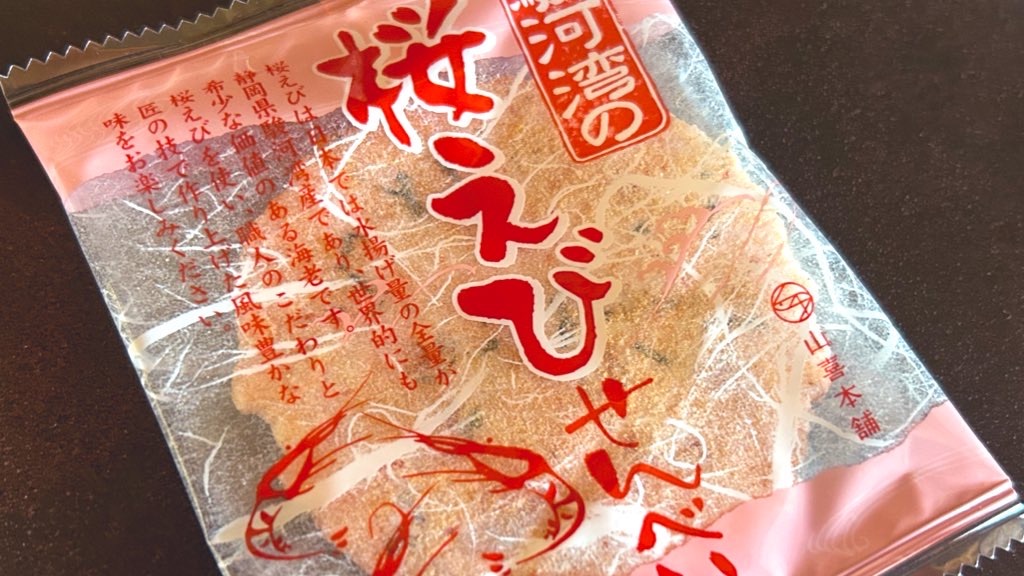 駿河湾の
桜えび
せんべい
桜えびは日本では水揚げ量の全量が
静岡県駿河湾産であり、世界的にも
希少な価値のある海老です。
桜えびを使い、職人のこだわりと
匠の技で作り上げた風味豊かな
味をお楽しみください
山喜本舗